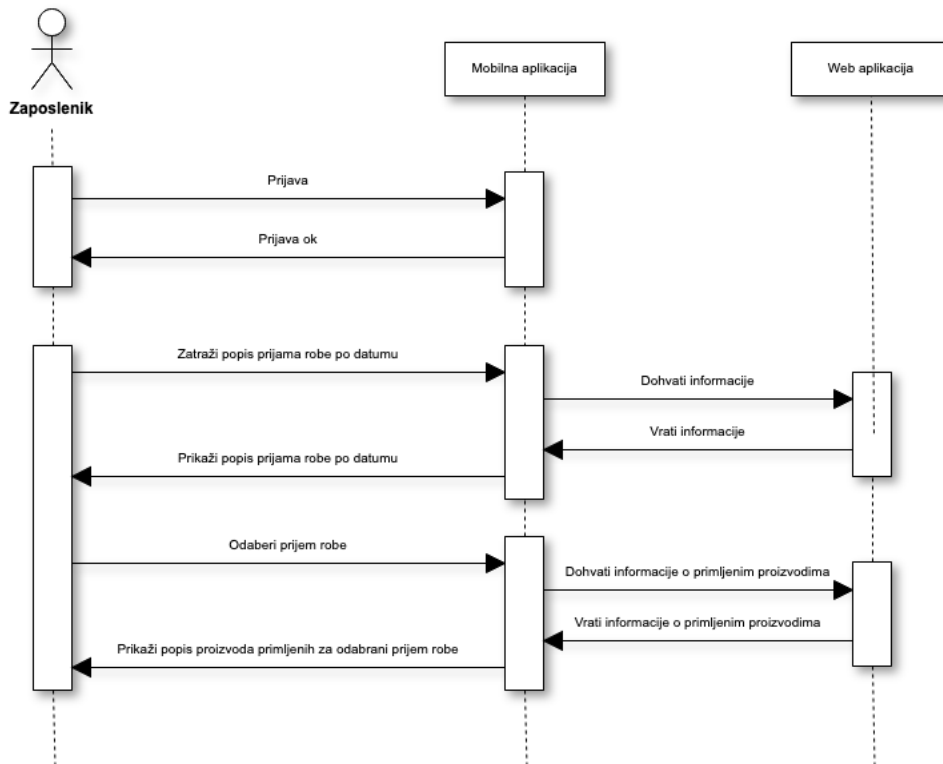 Zaposlenik
Mobilna aplikacija
Web aplikacija
Prijava
Prijava ok
Zatraži popis prijama robe po datumu
Dohvati informacije
Vrati informacije
Prikaži popis prijama robe po datumu
Odaberi prijem robe
Dohvati informacije o primljenim proizvodima
Vrati informacije o primljenim proizvodima
Prikaži popis proizvoda primljenih za odabrani prijem robe